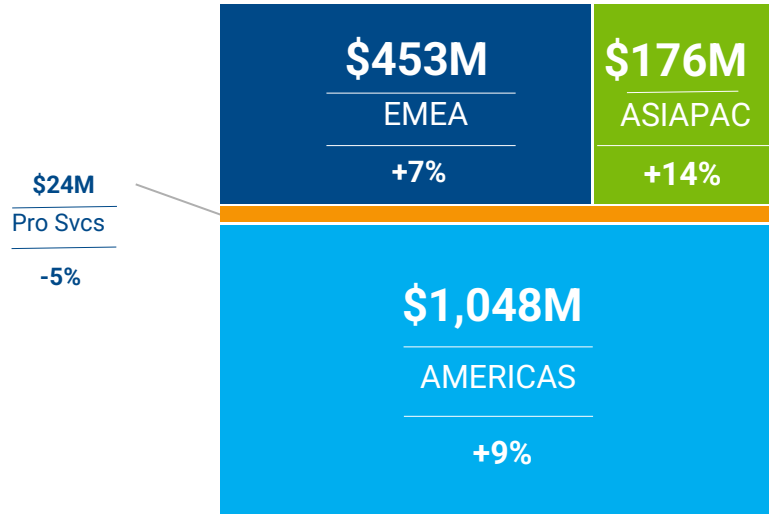 $453M
EMEA
+7%
$176M
ASIAPAC
+14%
$24M
Pro Svcs
-5%
$1,048M
AMERICAS
+9%